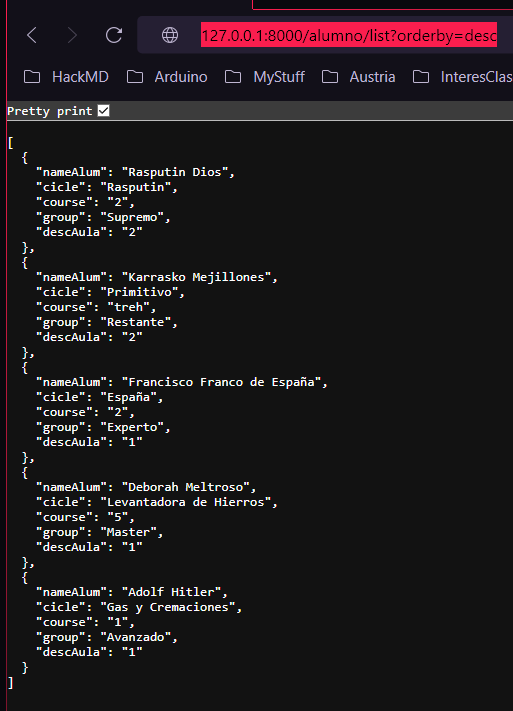 127.0.0.1:8000/alumno/list?orderby=desc
HackMD Arduino MyStuff Austria InteresClas
Pretty print
[
  {
    "nameAlum": "Rasputin Dios",
    "cicle": "Rasputin",
    "course": "2",
    "group": "Supremo",
    "descAula": "2"
  },
  {
    "nameAlum": "Karrasko Mejillones",
    "cicle": "Primitivo",
    "course": "treh",
    "group": "Restante",
    "descAula": "2"
  },
  {
    "nameAlum": "Francisco Franco de España",
    "cicle": "España",
    "course": "2",
    "group": "Experto",
    "descAula": "1"
  },
  {
    "nameAlum": "Deborah Meltroso",
    "cicle": "Levantadora de Hierros",
    "course": "5",
    "group": "Master",
    "descAula": "1"
  },
  {
    "nameAlum": "Adolf Hitler",
    "cicle": "Gas y Cremaciones",
    "course": "1",
    "group": "Avanzado",
    "descAula": "1"
  }
]